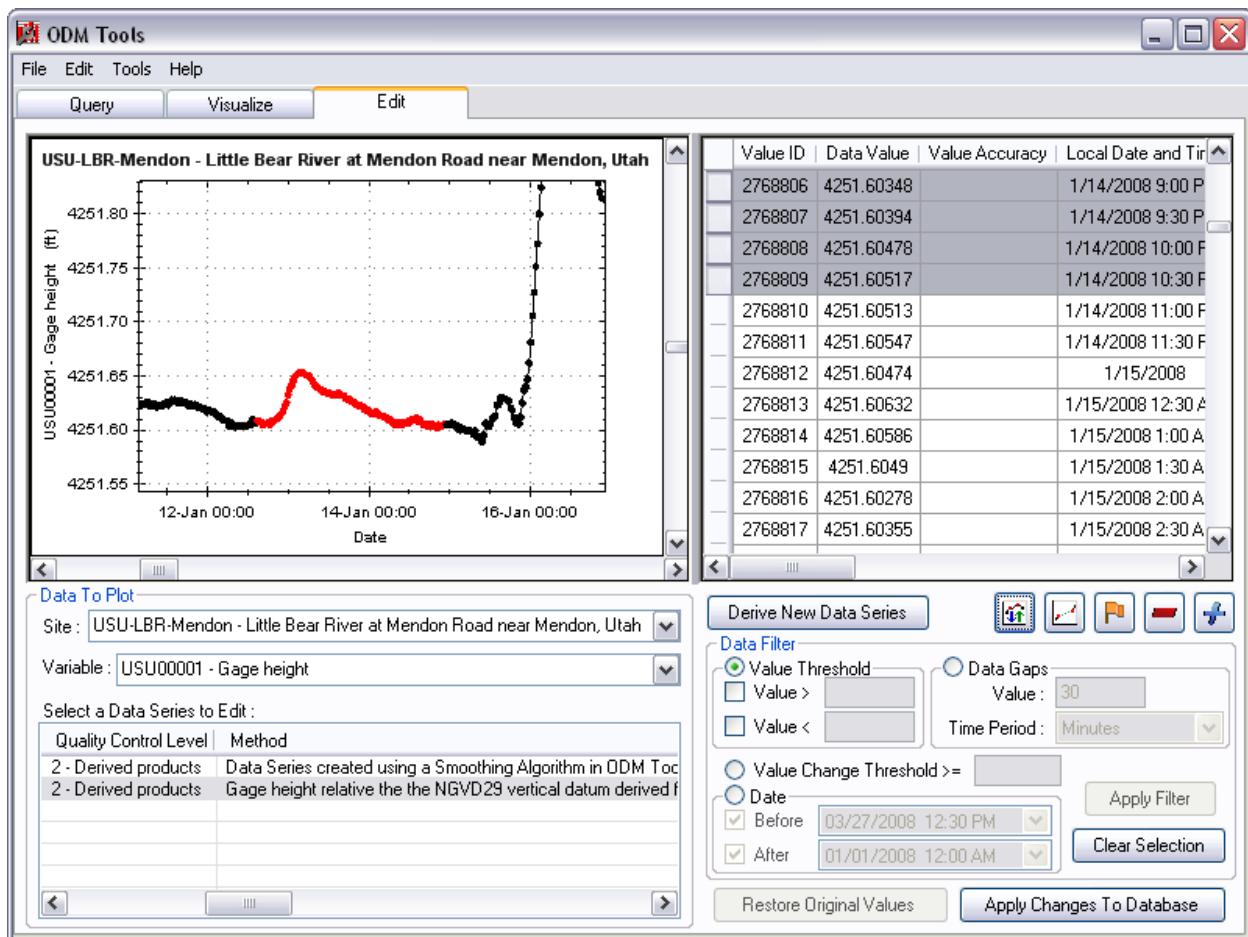 ODM Tools
File Edit Tools Help
Query Visualize Edit
USU-LBR-Mendon - Little Bear River at Mendon Road near Mendon, Utah
USU00001 - Gage height (ft)
4251.80
4251.75
4251.70
4251.65
4251.60
4251.55
12-Jan 00:00 14-Jan 00:00 16-Jan 00:00
Date
Value ID Data Value Value Accuracy Local Date and Tir
2768806 4251.60348 1/14/2008 9:00 P
2768807 4251.60394 1/14/2008 9:30 P
2768808 4251.60478 1/14/2008 10:00 F
2768809 4251.60517 1/14/2008 10:30 F
2768810 4251.60513 1/14/2008 11:00 F
2768811 4251.60547 1/14/2008 11:30 F
2768812 4251.60474 1/15/2008
2768813 4251.60632 1/15/2008 12:30 A
2768814 4251.60586 1/15/2008 1:00 A
2768815 4251.6049 1/15/2008 1:30 A
2768816 4251.60278 1/15/2008 2:00 A
2768817 4251.60355 1/15/2008 2:30 A
Data To Plot
Site : USU-LBR-Mendon - Little Bear River at Mendon Road near Mendon, Utah
Variable : USU00001 - Gage height
Select a Data Series to Edit :
Quality Control Level Method
2 - Derived products Data Series created using a Smoothing Algorithm in ODM Toc
2 - Derived products Gage height relative the the NGVD29 vertical datum derived f
Derive New Data Series
Data Filter
Value Threshold
Value >
Value <
Data Gaps
Value : 30
Time Period : Minutes
Value Change Threshold >=
Date
Before 03/27/2008 12:30 PM
After 01/01/2008 12:00 AM
Apply Filter
Clear Selection
Restore Original Values
Apply Changes To Database